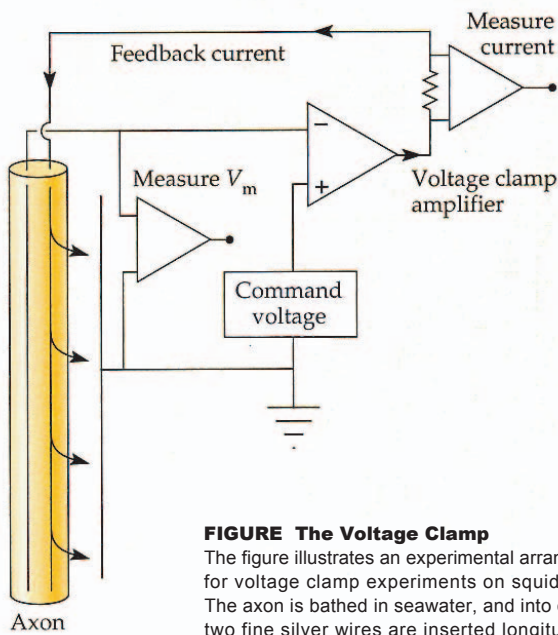 Measure
current
Feedback current
−
+
Measure Vm
Voltage clamp
amplifier
Command
voltage
Axon
FIGURE The Voltage Clamp
The figure illustrates an experimental arran
for voltage clamp experiments on squid
The axon is bathed in seawater, and into
two fine silver wires are inserted longitu